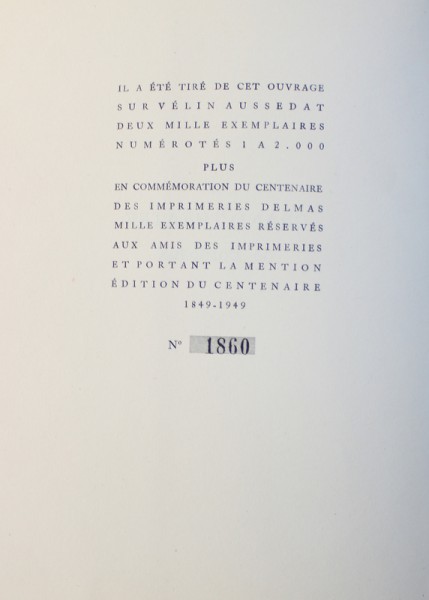 IL A ÉTÉ TIRÉ DE CET OUVRAGE
SUR VÉLIN AUSSEDAT
DEUX MILLE EXEMPLAIRES
NUMÉROTÉS 1 A 2.000
PLUS
EN COMMÉMORATION DU CENTENAIRE
DES IMPRIMERIES DELMAS
MILLE EXEMPLAIRES RÉSERVÉS
AUX AMIS DES IMPRIMERIES
ET PORTANT LA MENTION
ÉDITION DU CENTENAIRE
1849-1949
Nº 1860